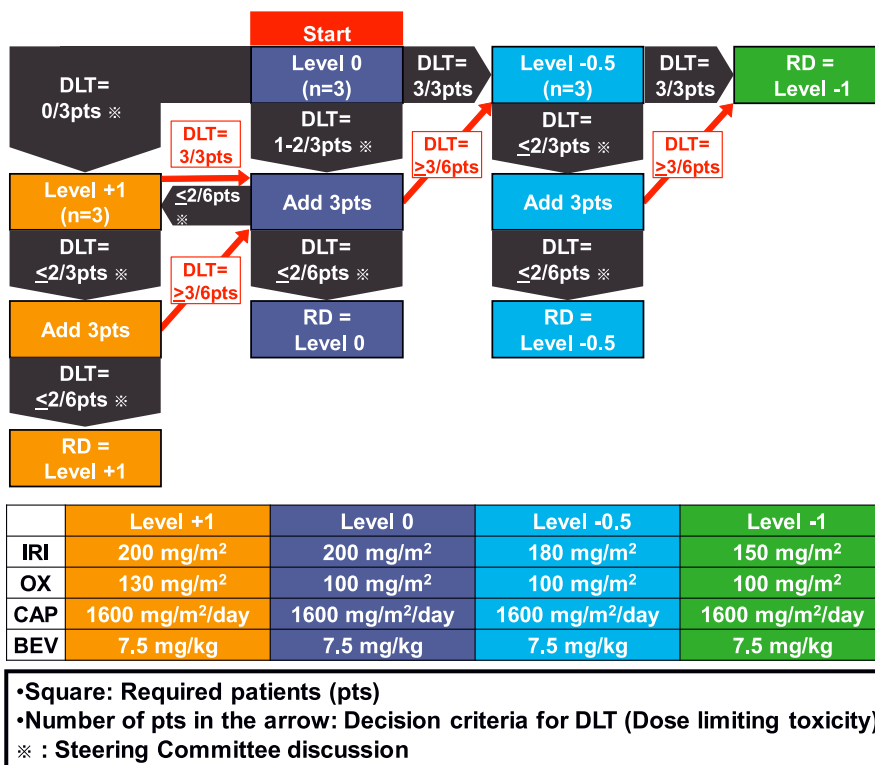 Start
Level 0
(n=3)
DLT=
3/3pts
Level -0.5
(n=3)
DLT=
3/3pts
RD =
Level -1
DLT=
0/3pts ※
DLT=
3/3pts
DLT=
1-2/3pts ※
DLT=
≥3/6pts
DLT=
≤2/3pts ※
DLT=
≥3/6pts
Level +1
(n=3)
≤2/6pts
※
Add 3pts
Add 3pts
DLT=
≤2/3pts ※
DLT=
≥3/6pts
DLT=
≤2/6pts ※
DLT=
≤2/6pts ※
Add 3pts
RD =
Level 0
RD =
Level -0.5
DLT=
≤2/6pts ※
RD =
Level +1
Level +1 Level 0 Level -0.5 Level -1
IRI 200 mg/m² 200 mg/m² 180 mg/m² 150 mg/m²
OX 130 mg/m² 100 mg/m² 100 mg/m² 100 mg/m²
CAP 1600 mg/m²/day 1600 mg/m²/day 1600 mg/m²/day 1600 mg/m²/day
BEV 7.5 mg/kg 7.5 mg/kg 7.5 mg/kg 7.5 mg/kg
•Square: Required patients (pts)
•Number of pts in the arrow: Decision criteria for DLT (Dose limiting toxicity)
※ : Steering Committee discussion